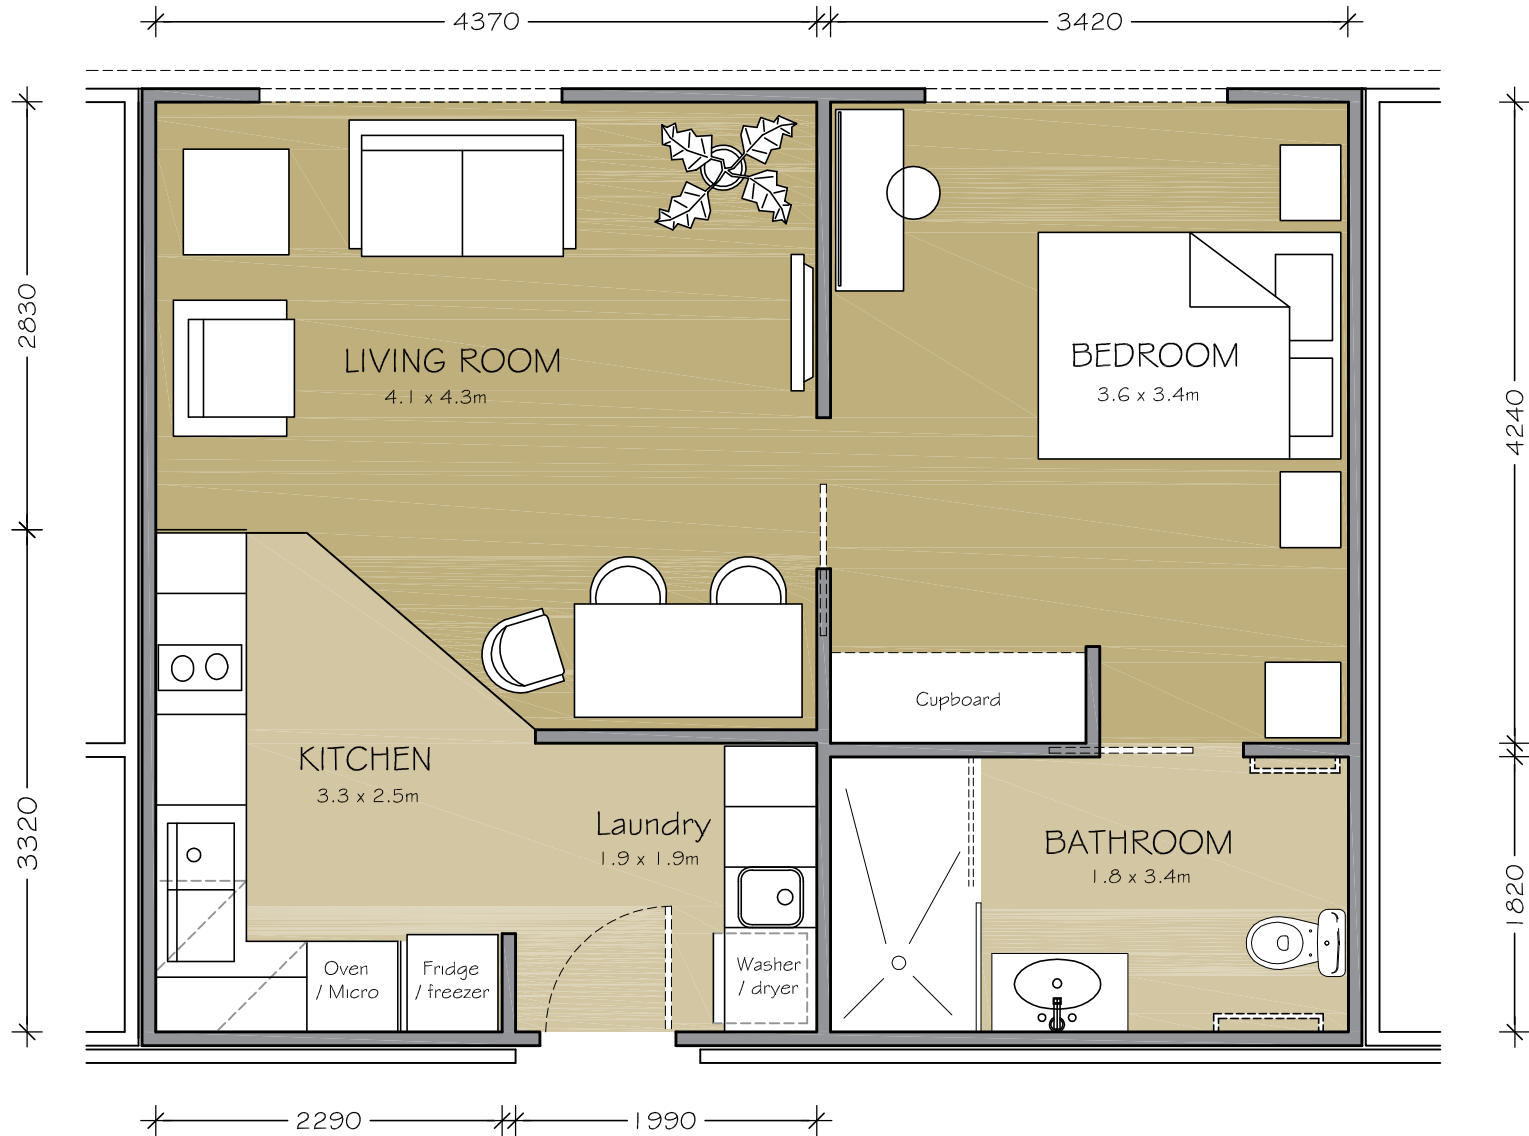 4370
3420
2830
LIVING ROOM
4.1 x 4.3m
BEDROOM
3.6 x 3.4m
4240
Cupboard
KITCHEN
3.3 x 2.5m
Laundry
1.9 x 1.9m
BATHROOM
1.8 x 3.4m
3320
1820
Oven
/ Micro
Fridge
/ freezer
Washer
/ dryer
2290
1990